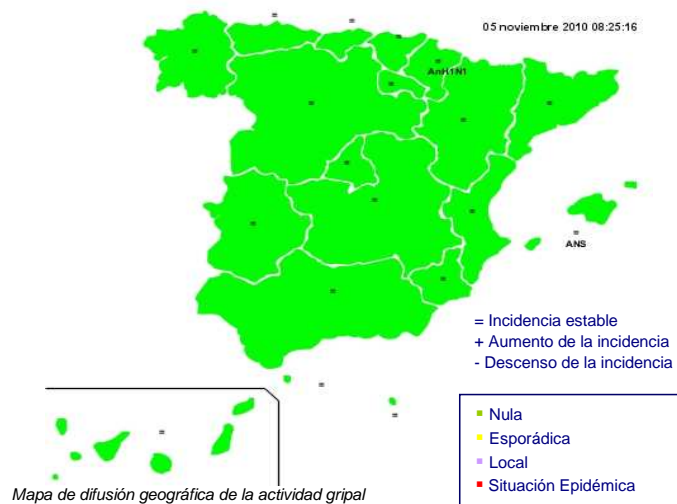 05 noviembre 2010 08:25:16
=
=
=
=
=
AnH1N1
=
=
=
=
=
=
=
=
=
ANS
=
=
= Incidencia estable
+ Aumento de la incidencia
- Descenso de la incidencia
=
=
=
Nula
Esporádica
Local
Situación Epidémica
Mapa de difusión geográfica de la actividad gripal